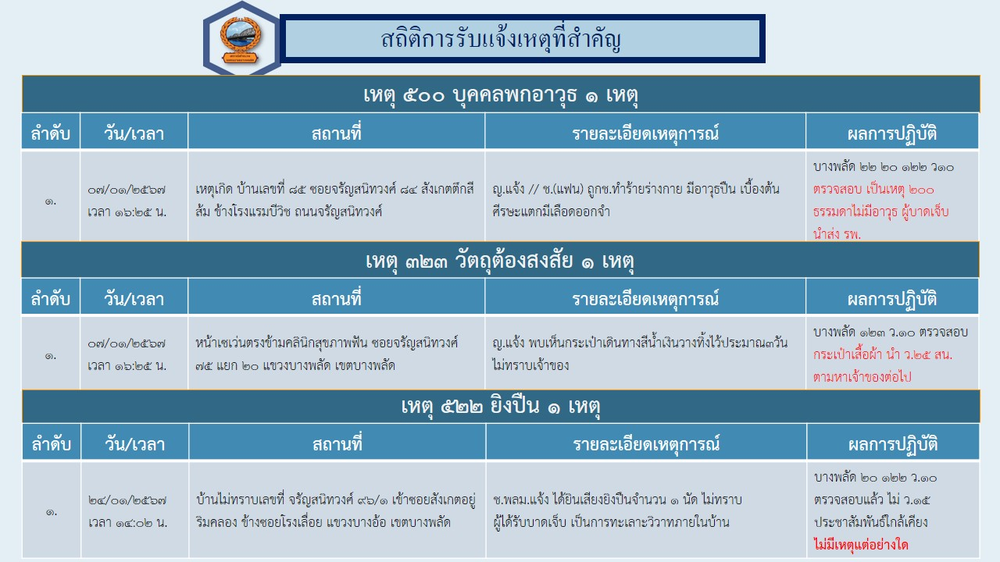 สถิติการรับแจ้งเหตุที่สำคัญ
เหตุ ๕๐๐ บุคคลพกอาวุธ ๑ เหตุ
ลำดับ วัน/เวลา สถานที่ รายละเอียดเหตุการณ์ ผลการปฏิบัติ
๑.
๐๗/๐๑/๒๕๖๗
เวลา ๑๖:๒๕ น.
เหตุเกิด บ้านเลขที่ ๘๕ ซอยจรัญสนิทวงศ์ ๘๔ สังเกตตึกสี
ส้ม ข้างโรงแรมบีวิช ถนนจรัญสนิทวงศ์
ญ.แจ้ง // ช.(แฟน) ถูกช.ทำร้ายร่างกาย มีอาวุธปืน เบื้องต้น
ศีรษะแตกมีเลือดออกจำ
บางพลัด ๒๒ ๒๐ ๑๒๒ ว๑๐
ตรวจสอบ เป็นเหตุ ๒๐๐
ธรรมดาไม่มีอาวุธ ผู้บาดเจ็บ
นำส่ง รพ.
เหตุ ๓๒๓ วัตถุต้องสงสัย ๑ เหตุ
ลำดับ วัน/เวลา สถานที่ รายละเอียดเหตุการณ์ ผลการปฏิบัติ
๑.
๐๗/๐๑/๒๕๖๗
เวลา ๑๖:๒๕ น.
หน้าเซเว่นตรงข้ามคลินิกสุขภาพฟัน ซอยจรัญสนิทวงศ์
๗๕ แยก ๒๐ แขวงบางพลัด เขตบางพลัด
ญ.แจ้ง พบเห็นกระเป๋าเดินทางสีน้ำเงินวางทิ้งไว้ประมาณ๓วัน
ไม่ทราบเจ้าของ
บางพลัด ๑๒๓ ว.๑๐ ตรวจสอบ
กระเป๋าเสื้อผ้า นำ ว.๒๕ สน.
ตามหาเจ้าของต่อไป
เหตุ ๕๒๒ ยิงปืน ๑ เหตุ
ลำดับ วัน/เวลา สถานที่ รายละเอียดเหตุการณ์ ผลการปฏิบัติ
๑.
๒๔/๐๑/๒๕๖๗
เวลา ๑๔:๐๒ น.
บ้านไม่ทราบเลขที่ จรัญสนิทวงศ์ ๙๖/๑ เข้าซอยสังเกตอยู่
ริมคลอง ข้างซอยโรงเลื่อย แขวงบางอ้อ เขตบางพลัด
ช.พลม.แจ้ง ได้ยินเสียงยิงปืนจำนวน ๑ นัด ไม่ทราบ
ผู้ได้รับบาดเจ็บ เป็นการทะเลาะวิวาทภายในบ้าน
บางพลัด ๒๐ ๑๒๒ ว.๑๐
ตรวจสอบแล้ว ไม่ ว.๑๕
ประชาสัมพันธ์ใกล้เคียง
ไม่มีเหตุแต่อย่างใด